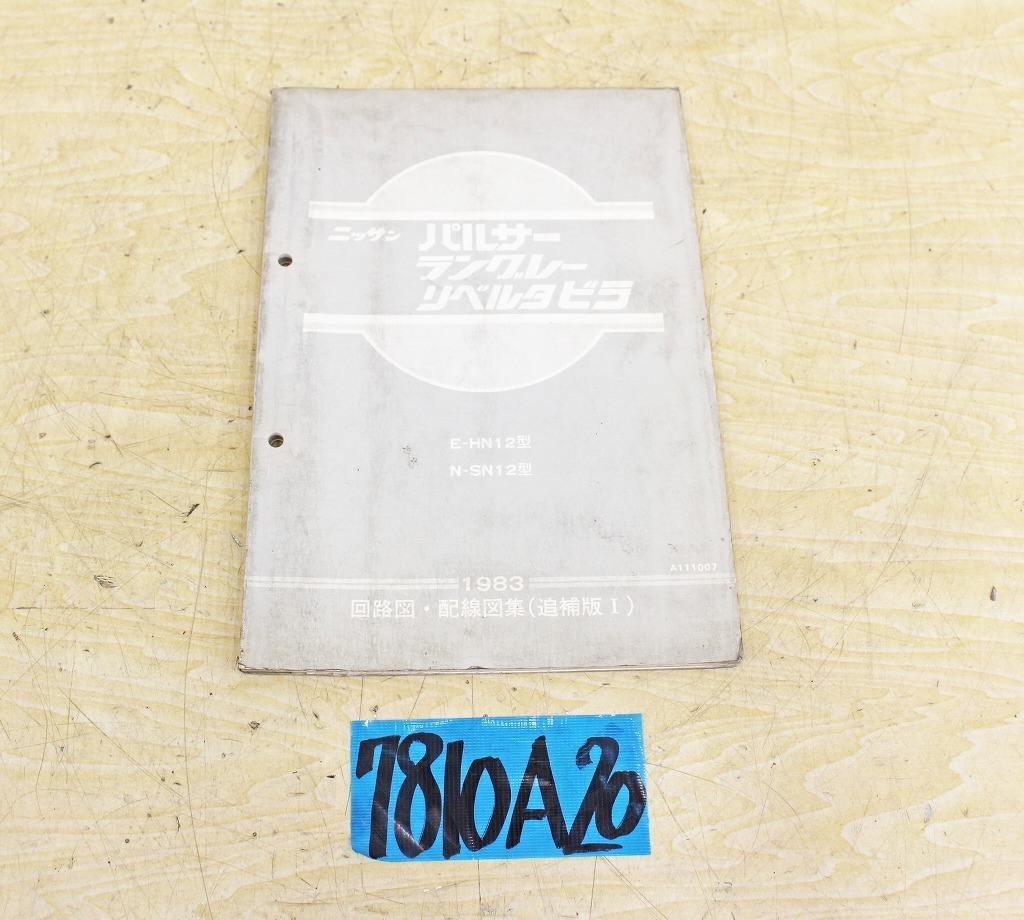 ニッサン パルサー
ラングレー
リベルタビラ
E-HN12型
N-SN12型
A111007
1983
回路図・配線図集(追補版Ⅰ)
7810A20